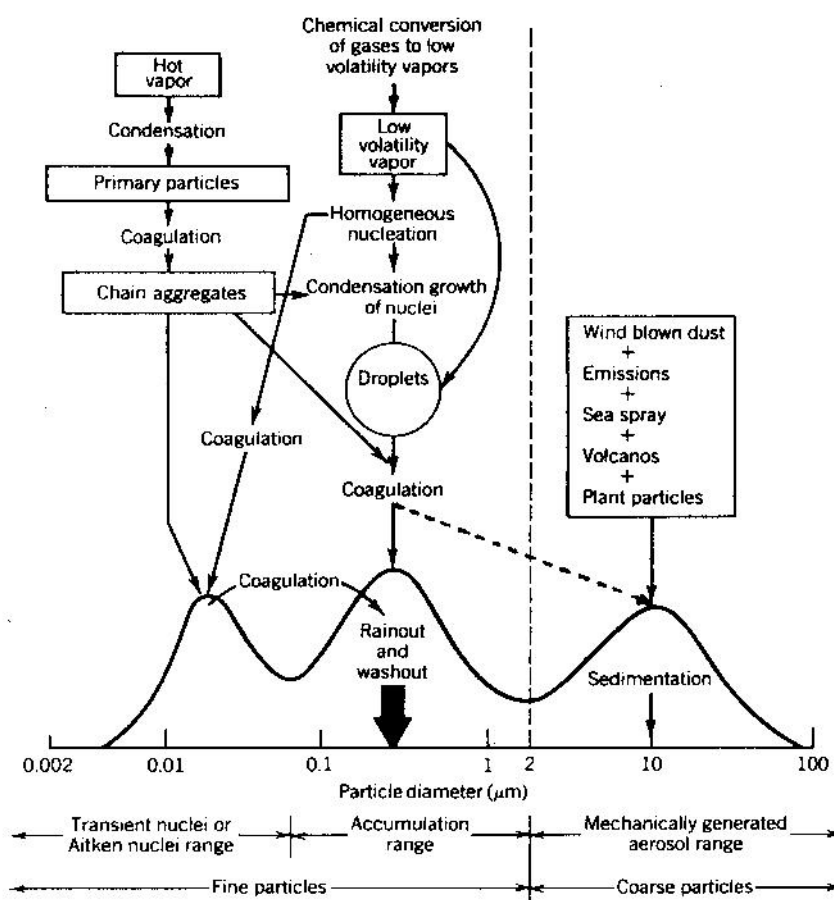 Chemical conversion
of gases to low
volatility vapors
Hot
vapor
Condensation
Primary particles
Coagulation
Chain aggregates
Low
volatility
vapor
Homogeneous
nucleation
Condensation growth
of nuclei
Droplets
Coagulation
Coagulation
Wind blown dust
+
Emissions
+
Sea spray
+
Volcanos
+
Plant particles
Coagulation
Rainout
and
washout
Sedimentation
0.002 0.01 0.1 1 2 10 100
Particle diameter (μm)
Transient nuclei or
Aitken nuclei range
Accumulation
range
Mechanically generated
aerosol range
Fine particles
Coarse particles